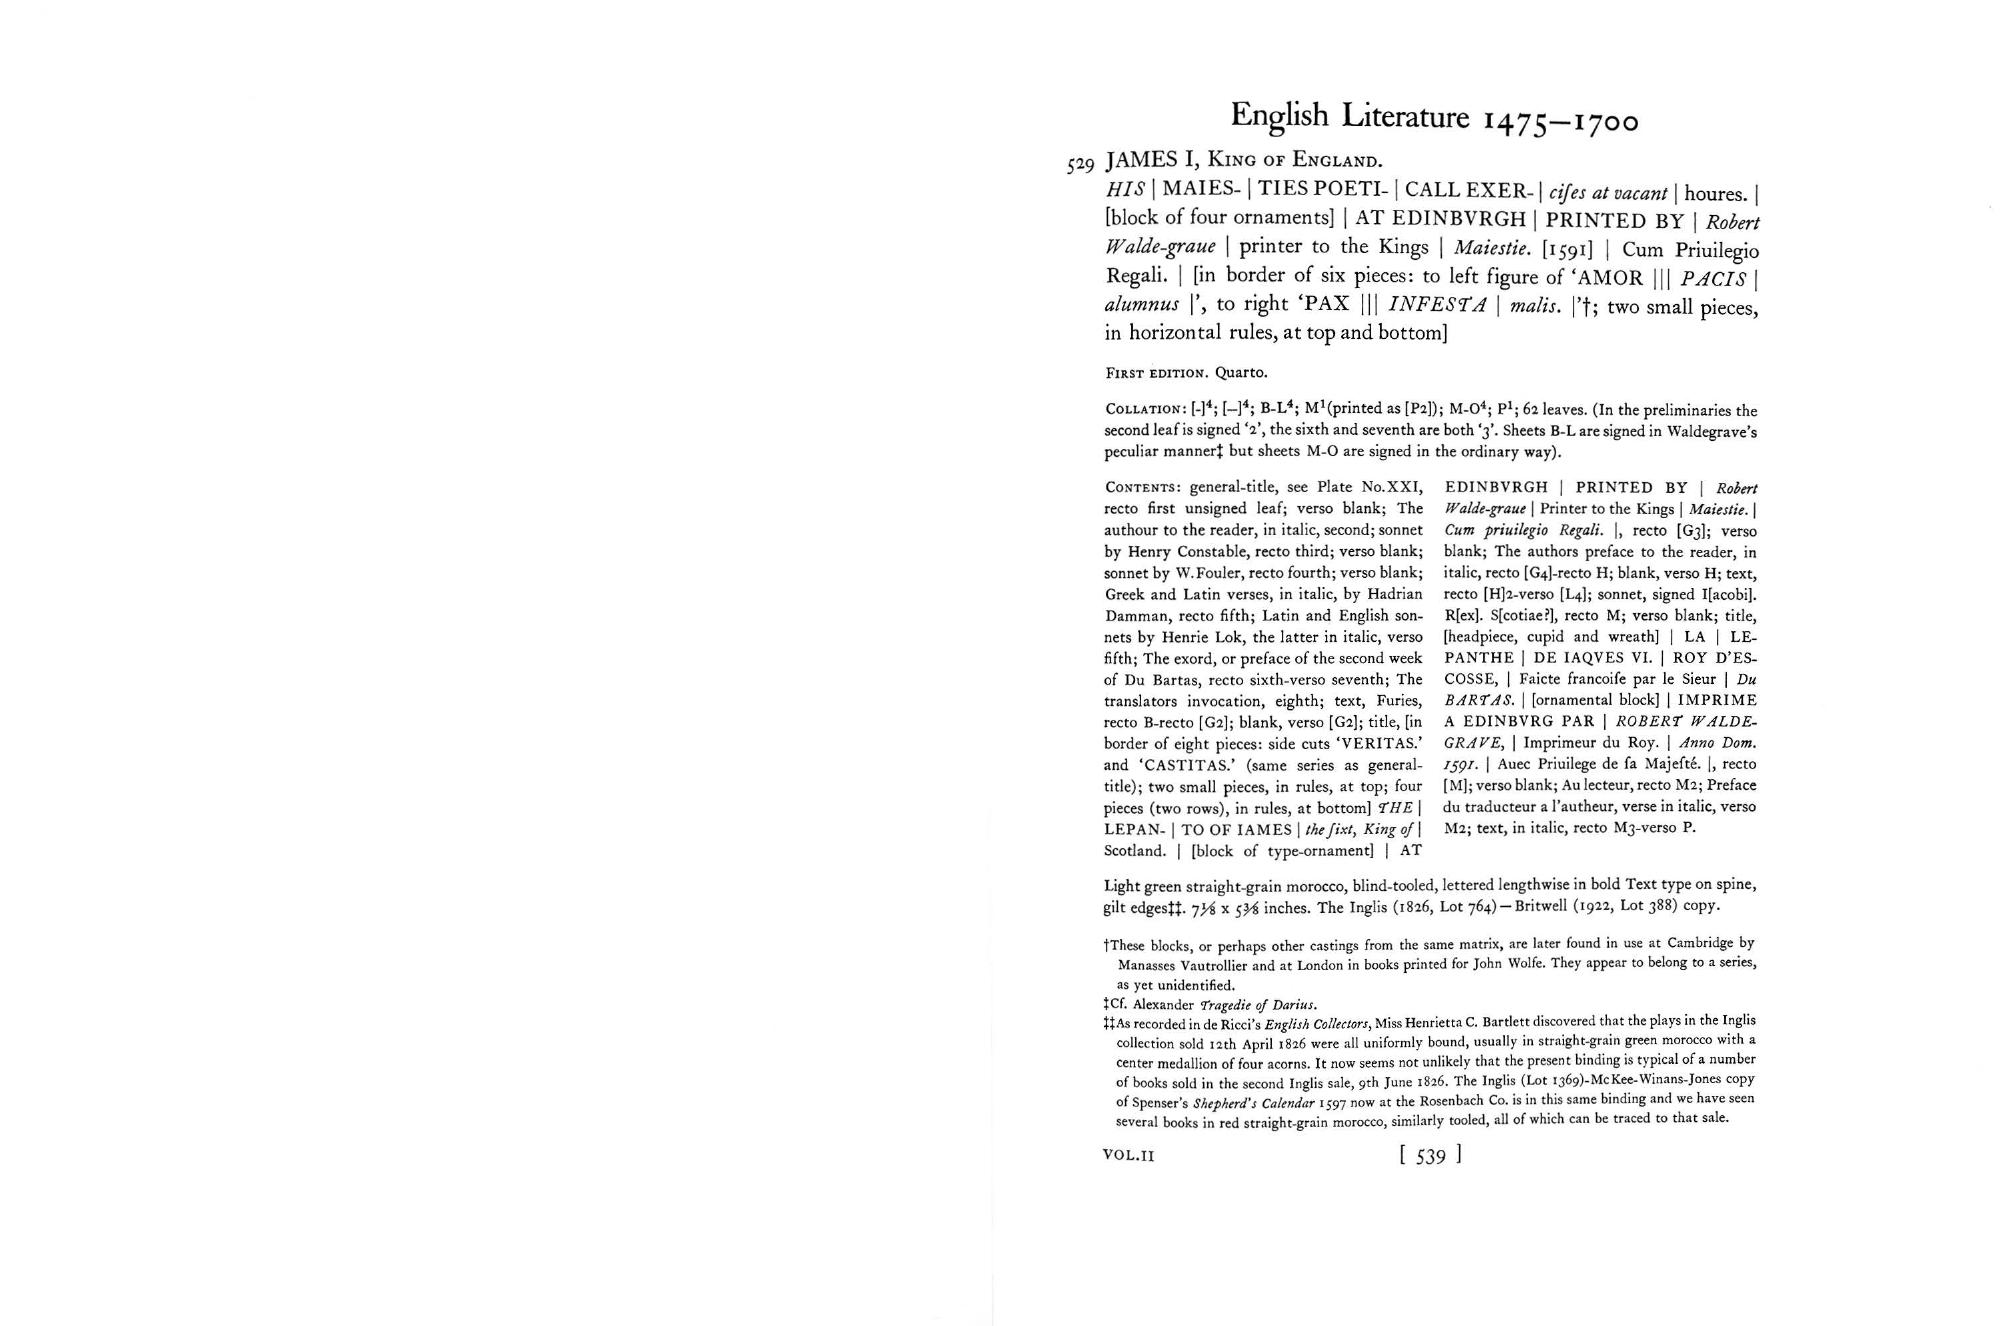 English Literature 1475–1700
529 JAMES I, King of England.
HIS | MAIES- | TIES POETI- | CALL EXER- | ciſes at vacant | houres. |
[block of four ornaments] | AT EDINBVRGH | PRINTED BY | Robert
Walde-graue | printer to the Kings | Maiestie. [1591] | Cum Priuilegio
Regali. | [in border of six pieces: to left figure of ‘AMOR ||| PACIS |
alumnus |’, to right ‘PAX ||| INFESTA | malis. |’†; two small pieces,
in horizontal rules, at top and bottom]
First edition. Quarto.
Collation: [-]⁴; [—]⁴; B-L⁴; M¹(printed as [P2]); M-O⁴; P¹; 62 leaves. (In the preliminaries the
second leaf is signed ‘2’, the sixth and seventh are both ‘3’. Sheets B-L are signed in Waldegrave’s
peculiar manner‡ but sheets M-O are signed in the ordinary way).
Contents: general-title, see Plate No.XXI,
recto first unsigned leaf; verso blank; The
authour to the reader, in italic, second; sonnet
by Henry Constable, recto third; verso blank;
sonnet by W.Fouler, recto fourth; verso blank;
Greek and Latin verses, in italic, by Hadrian
Damman, recto fifth; Latin and English son-
nets by Henrie Lok, the latter in italic, verso
fifth; The exord, or preface of the second week
of Du Bartas, recto sixth-verso seventh; The
translators invocation, eighth; text, Furies,
recto B-recto [G2]; blank, verso [G2]; title, [in
border of eight pieces: side cuts ‘VERITAS.’
and ‘CASTITAS.’ (same series as general-
title); two small pieces, in rules, at top; four
pieces (two rows), in rules, at bottom] THE |
LEPAN- | TO OF IAMES | the ſixt, King of |
Scotland. | [block of type-ornament] | AT
EDINBVRGH | PRINTED BY | Robert
Walde-graue | Printer to the Kings | Maiestie. |
Cum priuilegio Regali. |, recto [G3]; verso
blank; The authors preface to the reader, in
italic, recto [G4]-recto H; blank, verso H; text,
recto [H]2-verso [L4]; sonnet, signed I[acobi].
R[ex]. S[cotiae?], recto M; verso blank; title,
[headpiece, cupid and wreath] | LA | LE-
PANTHE | DE IAQVES VI. | ROY D’ES-
COSSE, | Faicte francoiſe par le Sieur | Du
BARTAS. | [ornamental block] | IMPRIME
A EDINBVRG PAR | ROBERT WALDE-
GRAVE, | Imprimeur du Roy. | Anno Dom.
1591. | Auec Priuilege de ſa Majeſté. |, recto
[M]; verso blank; Au lecteur, recto M2; Preface
du traducteur a l’autheur, verse in italic, verso
M2; text, in italic, recto M3-verso P.
Light green straight-grain morocco, blind-tooled, lettered lengthwise in bold Text type on spine,
gilt edges‡‡. 7⅛ x 5⅜ inches. The Inglis (1826, Lot 764)—Britwell (1922, Lot 388) copy.
†These blocks, or perhaps other castings from the same matrix, are later found in use at Cambridge by
Manasses Vautrollier and at London in books printed for John Wolfe. They appear to belong to a series,
as yet unidentified.
‡Cf. Alexander Tragedie of Darius.
‡‡As recorded in de Ricci’s English Collectors, Miss Henrietta C. Bartlett discovered that the plays in the Inglis
collection sold 12th April 1826 were all uniformly bound, usually in straight-grain green morocco with a
center medallion of four acorns. It now seems not unlikely that the present binding is typical of a number
of books sold in the second Inglis sale, 9th June 1826. The Inglis (Lot 1369)-McKee-Winans-Jones copy
of Spenser’s Shepherd’s Calendar 1597 now at the Rosenbach Co. is in this same binding and we have seen
several books in red straight-grain morocco, similarly tooled, all of which can be traced to that sale.
VOL.II [ 539 ]